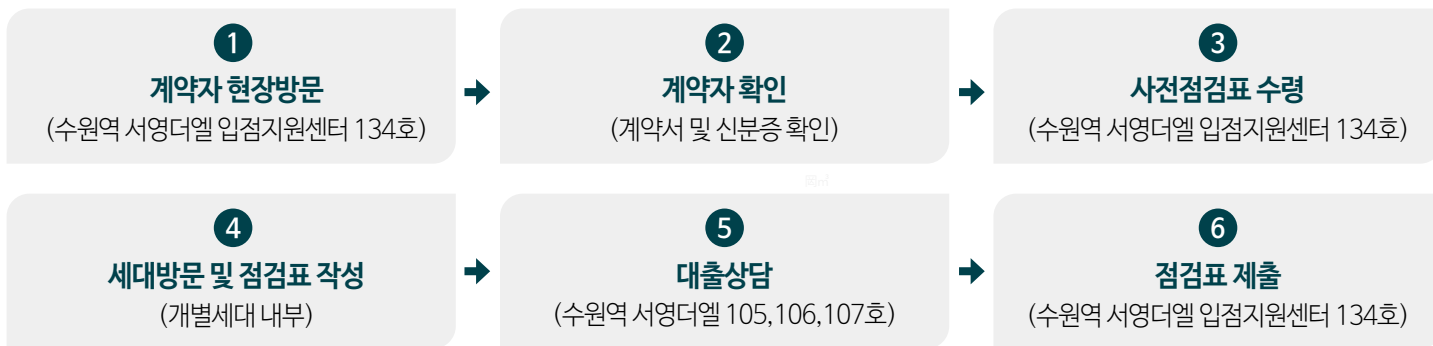 1
계약자 현장방문
(수원역 서영더엘 입점지원센터 134호)
2
계약자 확인
(계약서 및 신분증 확인)
3
사전점검표 수령
(수원역 서영더엘 입점지원센터 134호)
4
세대방문 및 점검표 작성
(개별세대 내부)
5
대출상담
(수원역 서영더엘 105,106,107호)
6
점검표 제출
(수원역 서영더엘 입점지원센터 134호)